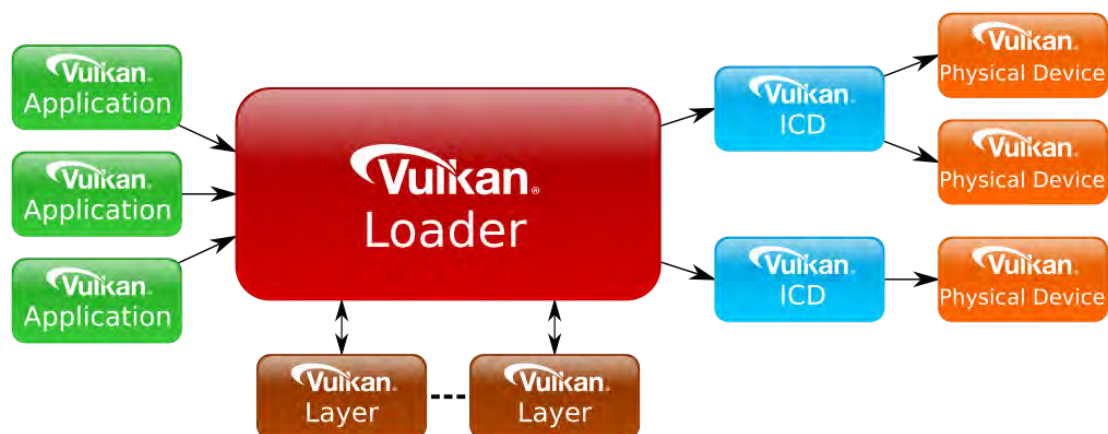 Vulkan®
Application
Vulkan®
Application
Vulkan®
Application
Vulkan®
Loader
Vulkan®
Layer
Vulkan®
Layer
Vulkan®
ICD
Vulkan®
ICD
Vulkan®
Physical Device
Vulkan®
Physical Device
Vulkan®
Physical Device